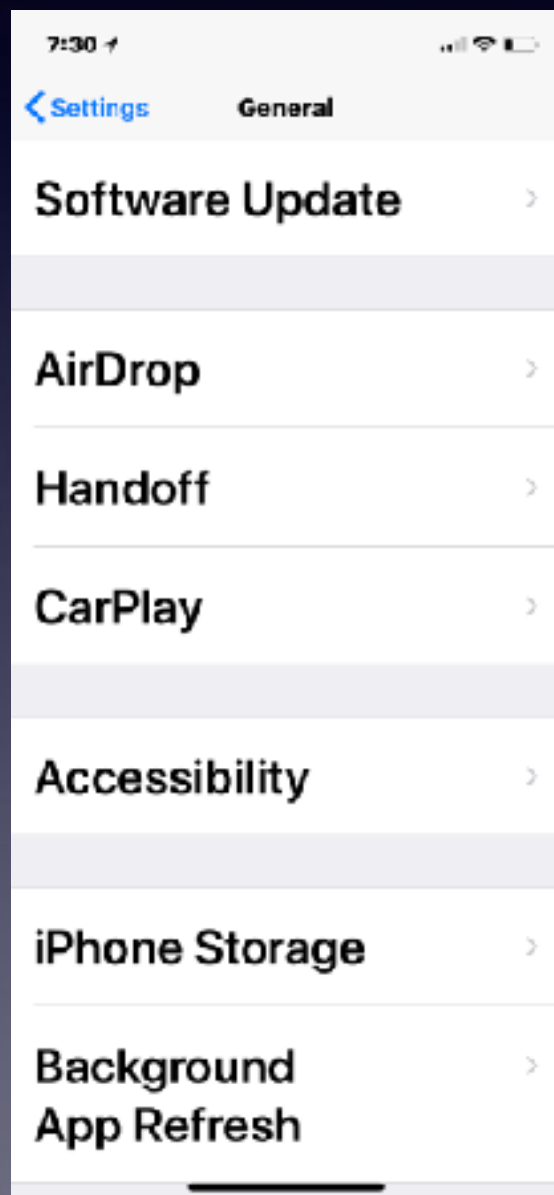 7:30
Settings
General
Software Update
AirDrop
Handoff
CarPlay
Accessibility
iPhone Storage
Background
App Refresh